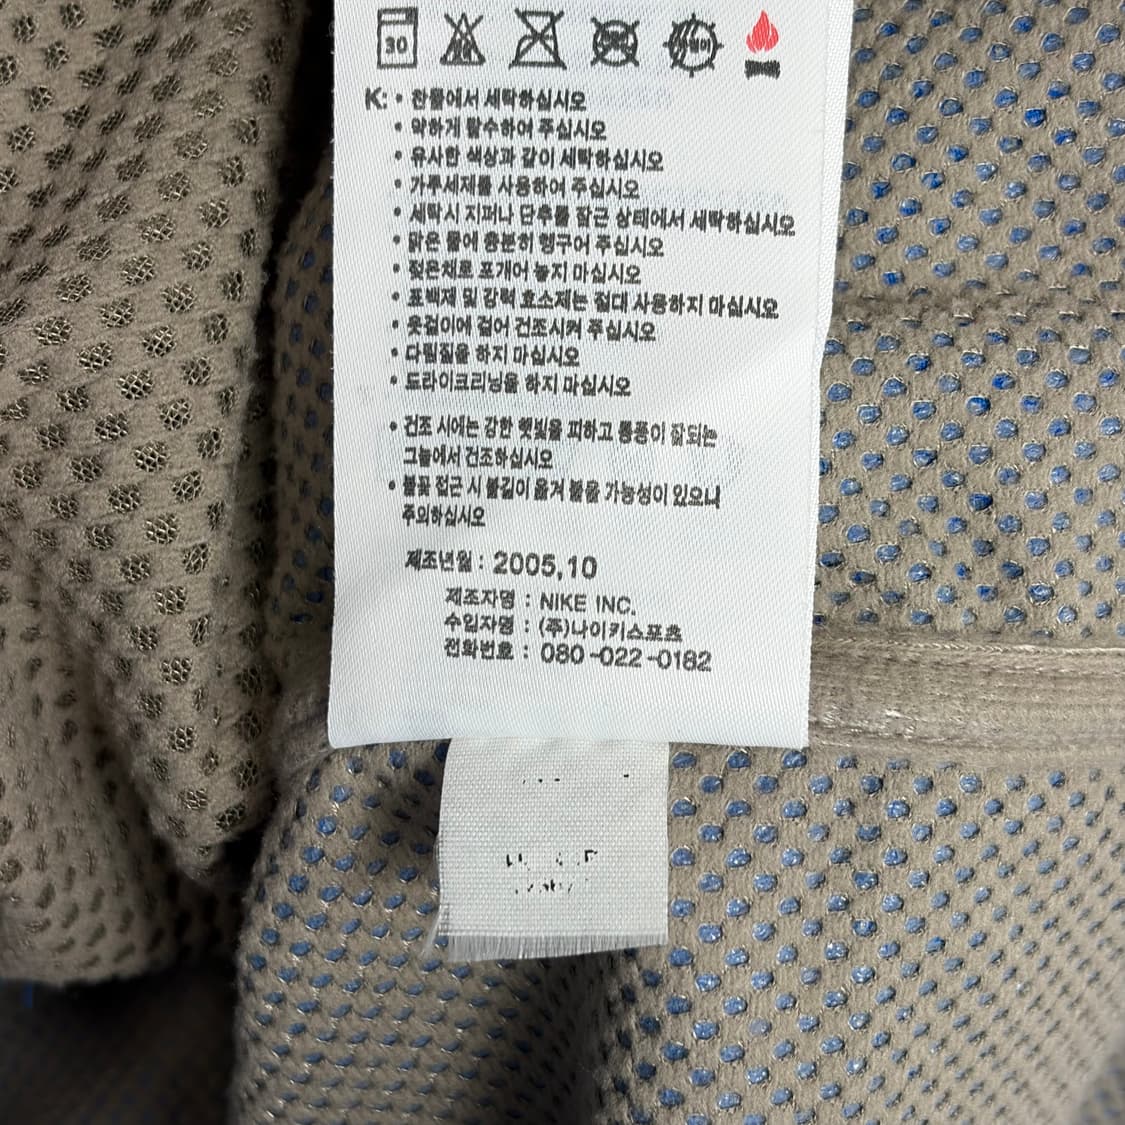 30
K: • 찬물에서 세탁하십시오
• 약하게 탈수하여 주십시오
• 유사한 색상과 같이 세탁하십시오
• 가루세제를 사용하여 주십시오
• 세탁시 지퍼나 단추를 잠근 상태에서 세탁하십시오
• 맑은 물에 충분히 헹구어 주십시오
• 젖은채로 포개어 놓지 마십시오
• 표백제 및 강력 효소제는 절대 사용하지 마십시오
• 옷걸이에 걸어 건조시켜 주십시오
• 다림질을 하지 마십시오
• 드라이크리닝을 하지 마십시오
• 건조 시에는 강한 햇빛을 피하고 통풍이 잘되는
그늘에서 건조하십시오
• 불꽃 접근 시 불길이 옮겨 붙을 가능성이 있으니
주의하십시오
제조년월 : 2005.10
제조자명 : NIKE INC.
수입자명 : (주)나이키스포츠
전화번호 : 080-022-0182